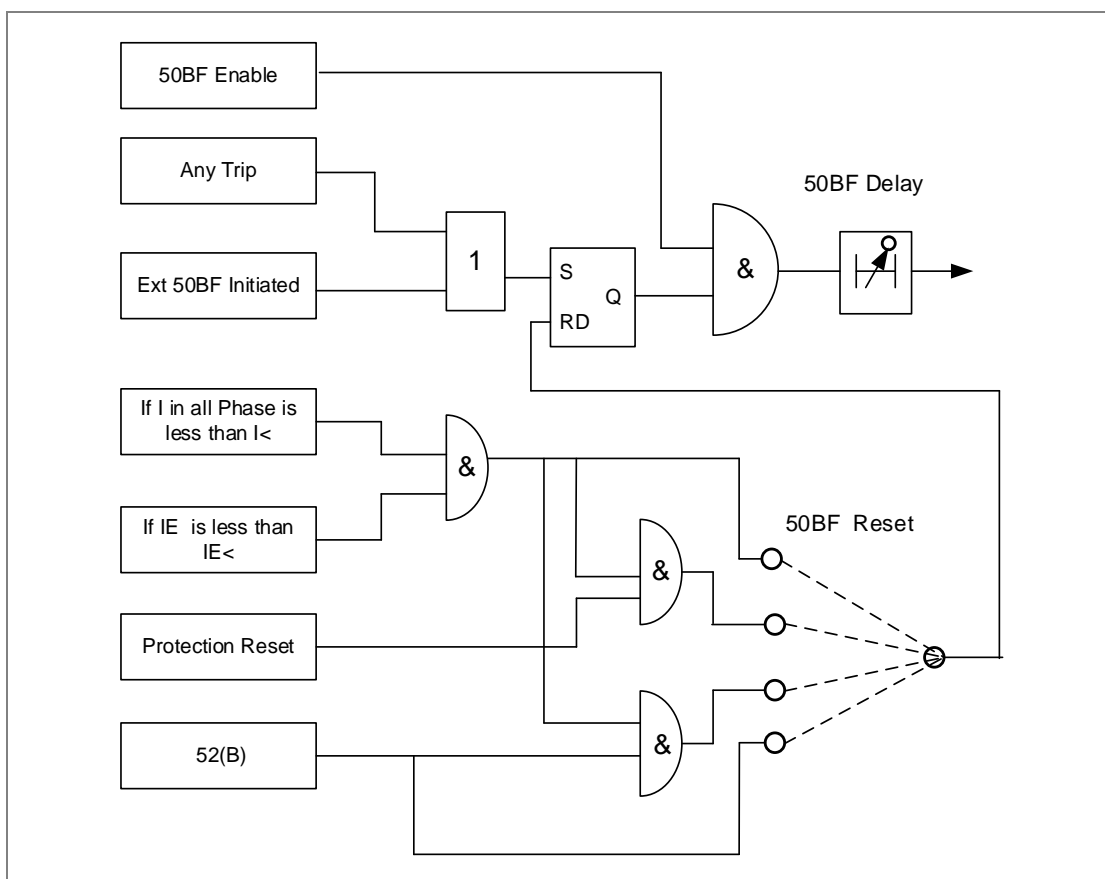 50BF Enable
Any Trip
50BF Delay
1
&
Ext 50BF Initiated
S
Q
RD
If I in all Phase is
less than I<
&
If IE is less than
IE<
50BF Reset
&
Protection Reset
52(B)
&